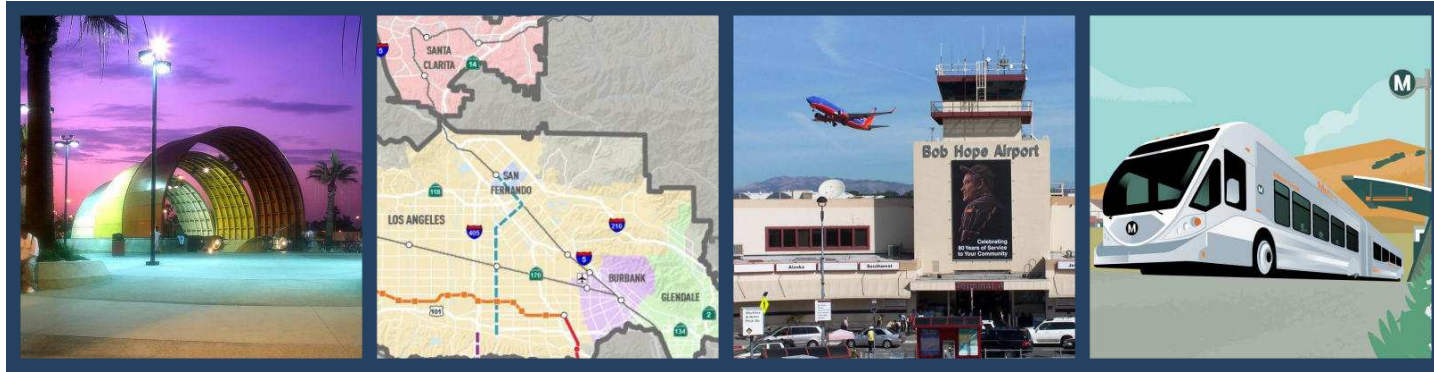 5
SANTA
CLARITA
14
SAN
FERNANDO
118
LOS ANGELES
405
210
5
170
BURBANK
GLENDALE
101
2
134
Bob Hope Airport
Celebrating
80 Years of Service
to Your Community
Alaska
Southwest
Terminal
M
M